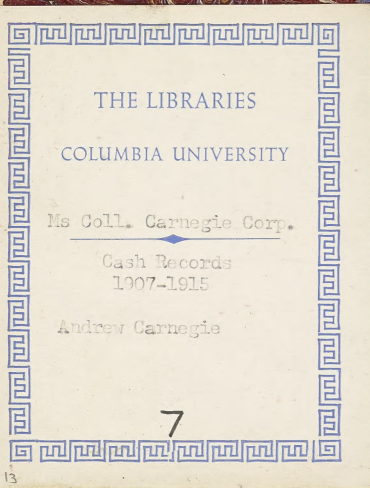 THE LIBRARIES
COLUMBIA UNIVERSITY
Ms Coll. Carnegie Corp.
Cash Records
1907-1915
Andrew Carnegie
7
13